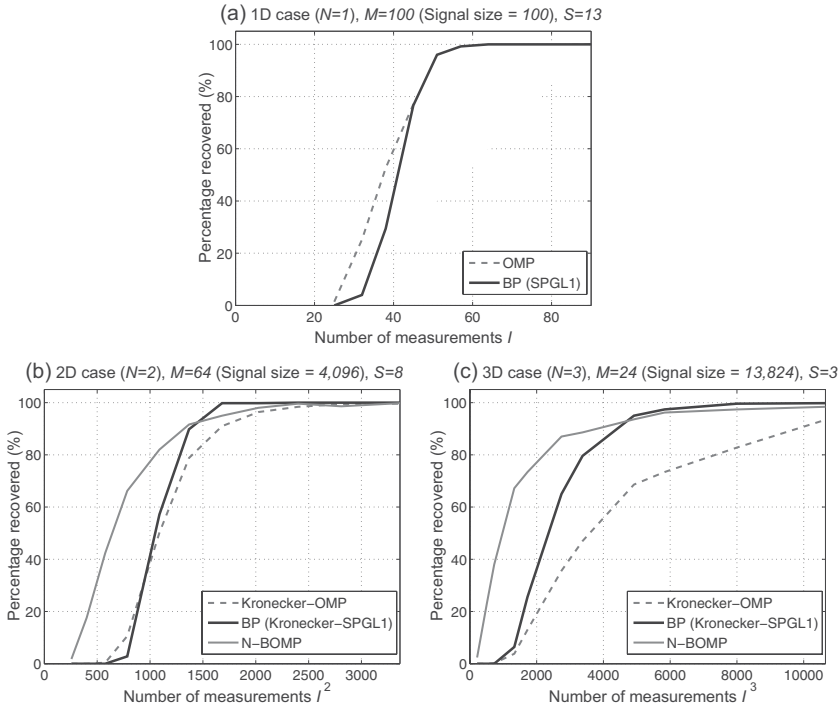 (a) 1D case (N=1), M=100 (Signal size = 100), S=13
100
80
60
40
20
0
Percentage recovered (%)
OMP
BP (SPGL1)
0 20 40 60 80
Number of measurements I
(b) 2D case (N=2), M=64 (Signal size = 4,096), S=8
100
80
60
40
20
0
Percentage recovered (%)
Kronecker-OMP
BP (Kronecker-SPGL1)
N-BOMP
0 500 1000 1500 2000 2500 3000
Number of measurements I^2
(c) 3D case (N=3), M=24 (Signal size = 13,824), S=3
100
80
60
40
20
0
Percentage recovered (%)
Kronecker-OMP
BP (Kronecker-SPGL1)
N-BOMP
0 2000 4000 6000 8000 10000
Number of measurements I^3